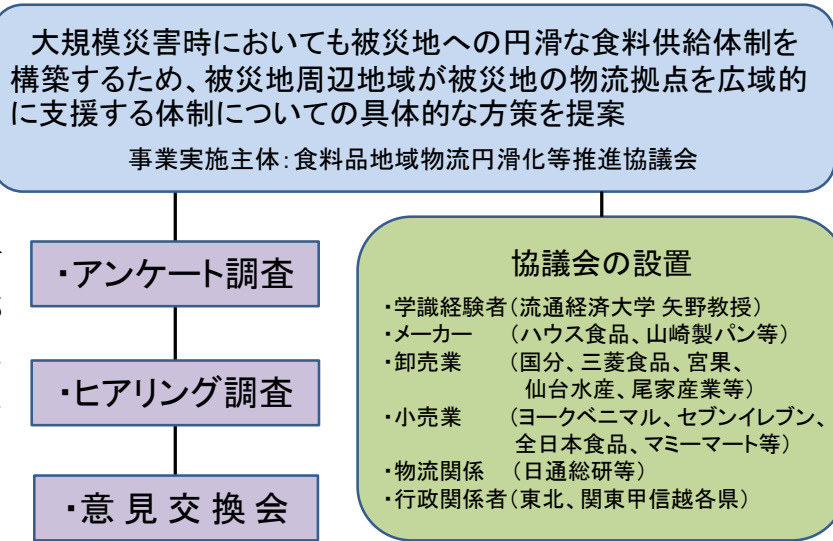 大規模災害時においても被災地への円滑な食料供給体制を
構築するため、被災地周辺地域が被災地の物流拠点を広域的
に支援する体制についての具体的な方策を提案
事業実施主体:食料品地域物流円滑化等推進協議会
・アンケート調査
・ヒアリング調査
・意見交換会
協議会の設置
・学識経験者(流通経済大学 矢野教授)
・メーカー (ハウス食品、山崎製パン等)
・卸売業 (国分、三菱食品、宮果、
仙台水産、尾家産業等)
・小売業 (ヨークベニマル、セブンイレブン、
全日本食品、マミーマート等)
・物流関係 (日通総研等)
・行政関係者(東北、関東甲信越各県)